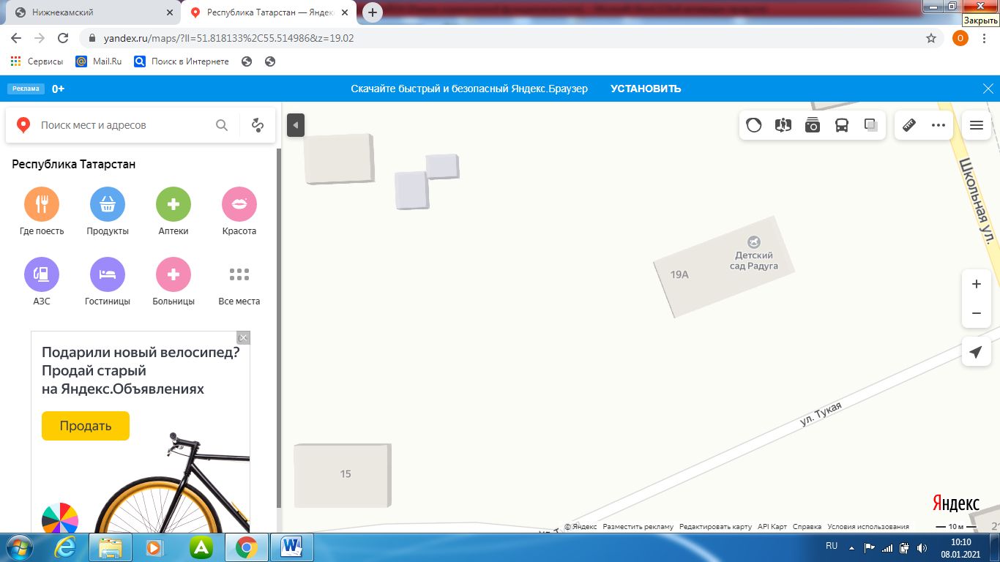 Нижнекамский
Республика Татарстан — Яндекс
Закрыть
yandex.ru/maps/?ll=51.818133%2C55.514986&z=19.02
О
Сервисы
Mail.Ru
Поиск в Интернете
Реклама
0+
Скачайте быстрый и безопасный Яндекс.Браузер
УСТАНОВИТЬ
Поиск мест и адресов
Республика Татарстан
Где поесть
Продукты
Аптеки
Красота
АЗС
Гостиницы
Больницы
Все места
Подарили новый велосипед?
Продай старый
на Яндекс.Объявлениях
Продать
Школьная ул.
Детский
сад Радуга
19А
ул. Тукая
15
Яндекс
© Яндекс
Разместить рекламу
Редактировать карту
API Карт
Справка
Условия использования
10 м
RU
10:10
08.01.2021